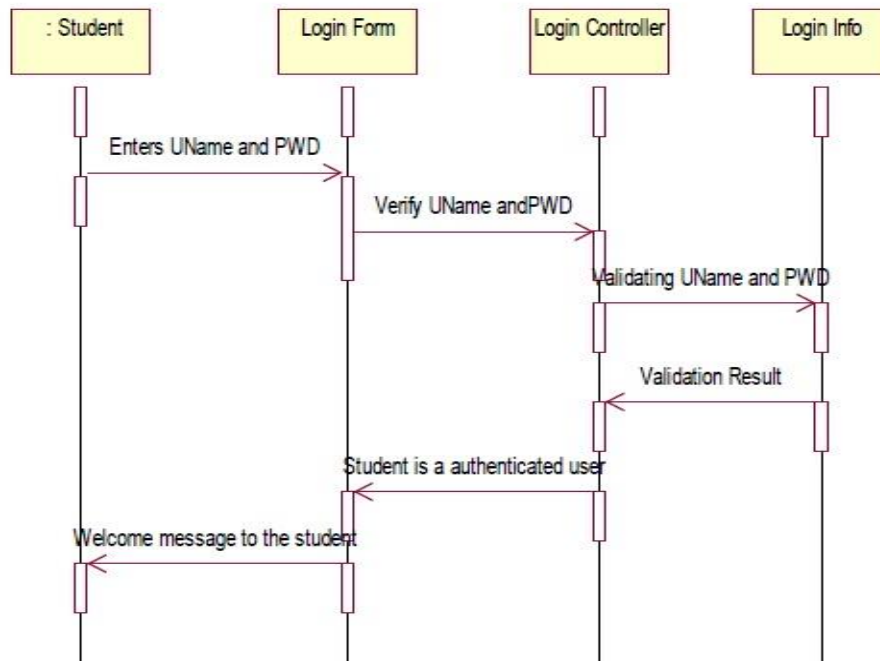 : Student
Login Form
Login Controller
Login Info
Enters UName and PWD
Verify UName andPWD
Validating UName and PWD
Validation Result
Student is a authenticated user
Welcome message to the student